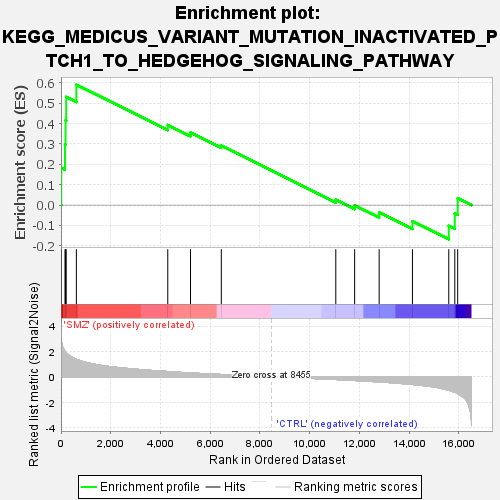 Enrichment plot:
KEGG_MEDICUS_VARIANT_MUTATION_INACTIVATED_P
TCH1_TO_HEDGEHOG_SIGNALING_PATHWAY
Enrichment score (ES)
0.6
0.5
0.4
0.3
0.2
0.1
0.0
-0.1
-0.2
'SMZ' (positively correlated)
Ranked list metric (Signal2Noise)
4
2
0
-2
-4
Zero cross at 8455
'CTRL' (negatively correlated)
0 2,000 4,000 6,000 8,000 10,000 12,000 14,000 16,000
Rank in Ordered Dataset
Enrichment profile Hits Ranking metric scores